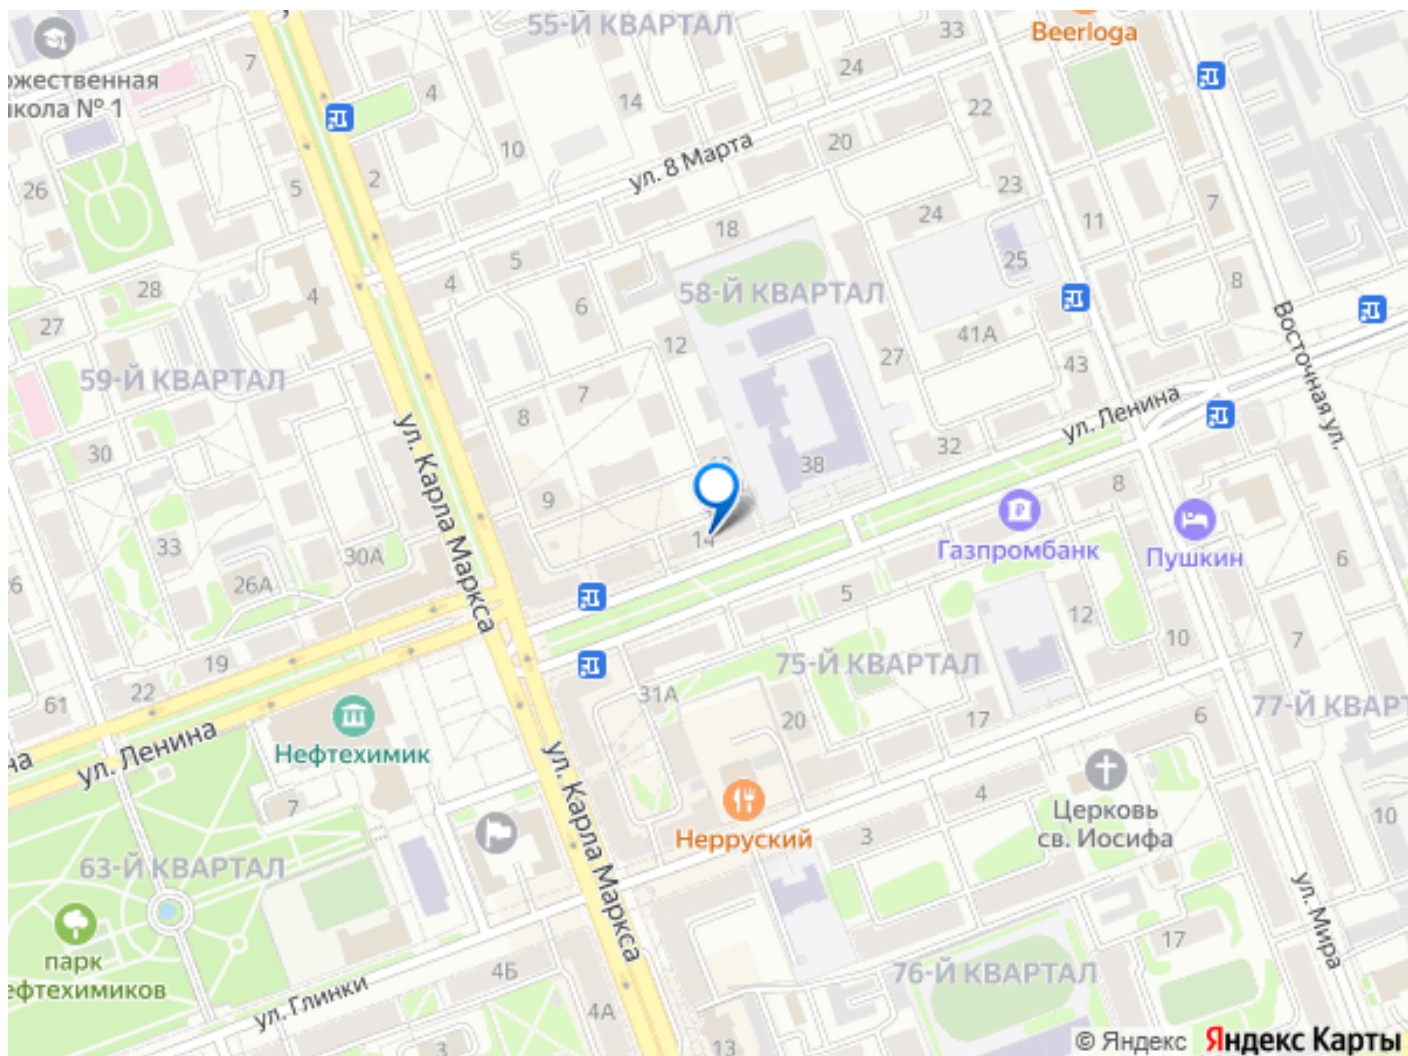 55-Й КВАРТАЛ
Beerloga
33
ожественная
школа № 1
7
4
14
24
22
10
20
ул. 8 Марта
26
5
2
23
24
11
7
18
28
4
5
4
25
8
58-Й КВАРТАЛ
27
6
12
41А
27
43
Восточная ул.
59-Й КВАРТАЛ
7
8
ул. Ленина
ул. Карла Маркса
30
32
38
9
8
14
Газпромбанк
Пушкин
33
30А
26А
5
12
6
10
7
19
22
61
31А
75-Й КВАРТАЛ
20
17
6
77-Й КВАРТ
на
ул. Ленина
Нефтехимик
ул. Карла Маркса
7
Нерруский
4
3
Церковь
св. Иосифа
10
63-Й КВАРТАЛ
ул. Мира
парк
ефтехимиков
ул. Глинки
4Б
4А
76-Й КВАРТАЛ
17
3
13
© Яндекс Яндекс Карты